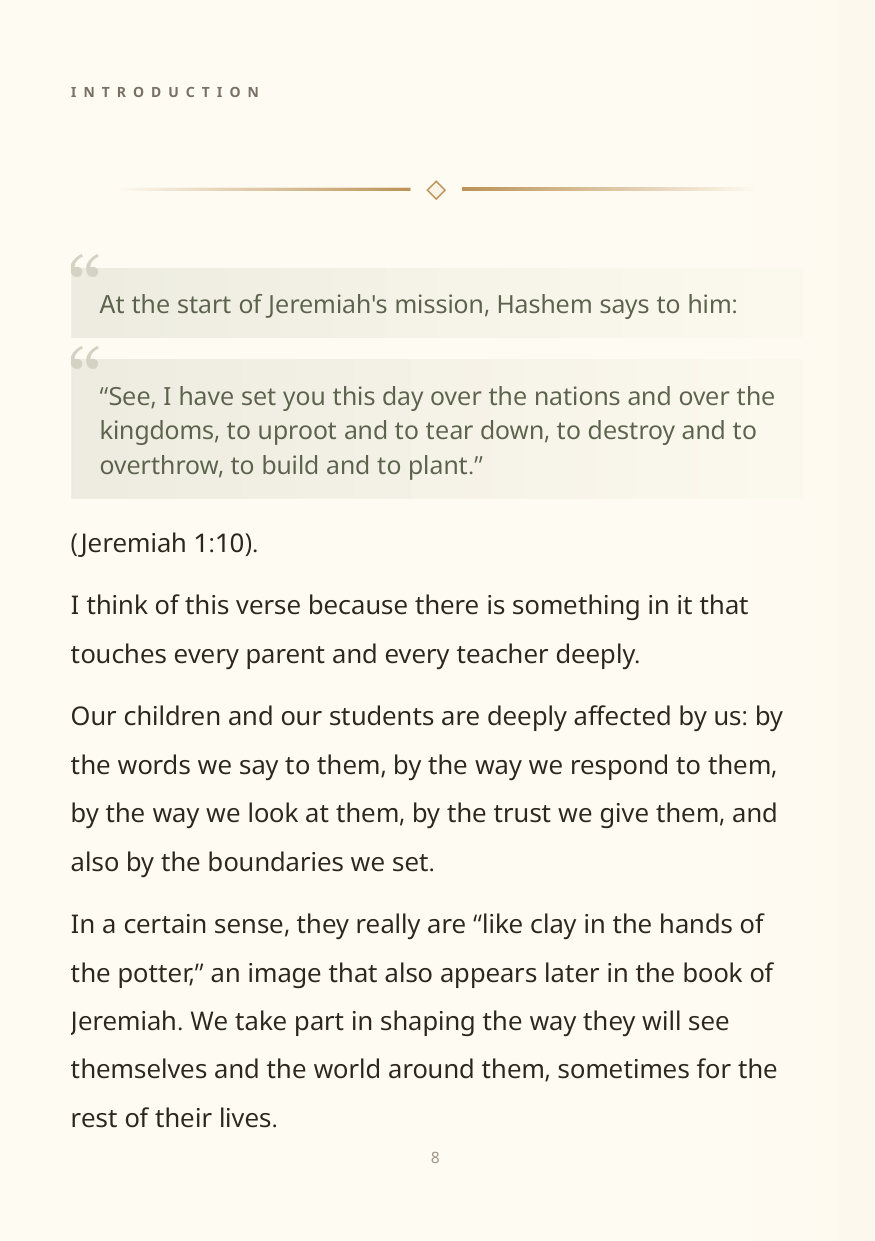 INTRODUCTION
“
At the start of Jeremiah's mission, Hashem says to him:
“
“See, I have set you this day over the nations and over the
kingdoms, to uproot and to tear down, to destroy and to
overthrow, to build and to plant.”
(Jeremiah 1:10).
I think of this verse because there is something in it that
touches every parent and every teacher deeply.
Our children and our students are deeply affected by us: by
the words we say to them, by the way we respond to them,
by the way we look at them, by the trust we give them, and
also by the boundaries we set.
In a certain sense, they really are “like clay in the hands of
the potter,” an image that also appears later in the book of
Jeremiah. We take part in shaping the way they will see
themselves and the world around them, sometimes for the
rest of their lives.
8